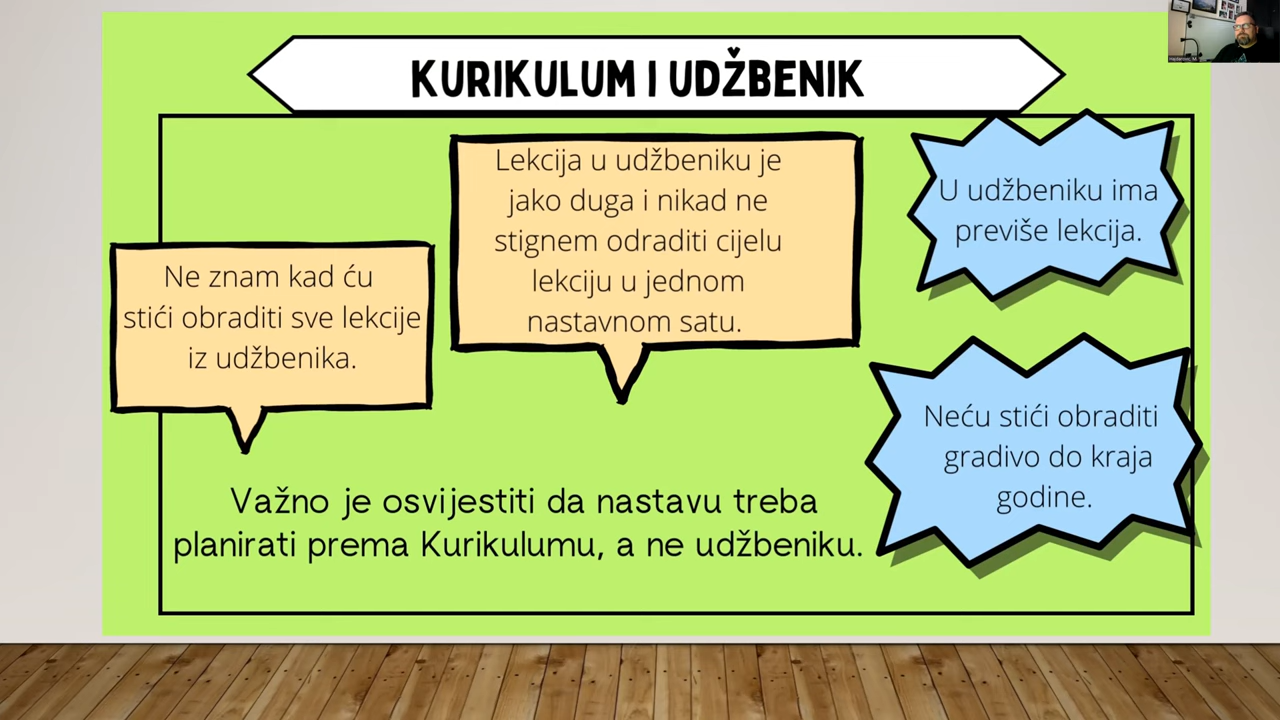 KURIKULUM I UDŽBENIK
Lekcija u udžbeniku je
jako duga i nikad ne
stignem odraditi cijelu
lekciju u jednom
nastavnom satu.
U udžbeniku ima
previše lekcija.
Ne znam kad ću
stići obraditi sve lekcije
iz udžbenika.
Neću stići obraditi
gradivo do kraja
godine.
Važno je osvijestiti da nastavu treba
planirati prema Kurikulumu, a ne udžbeniku.